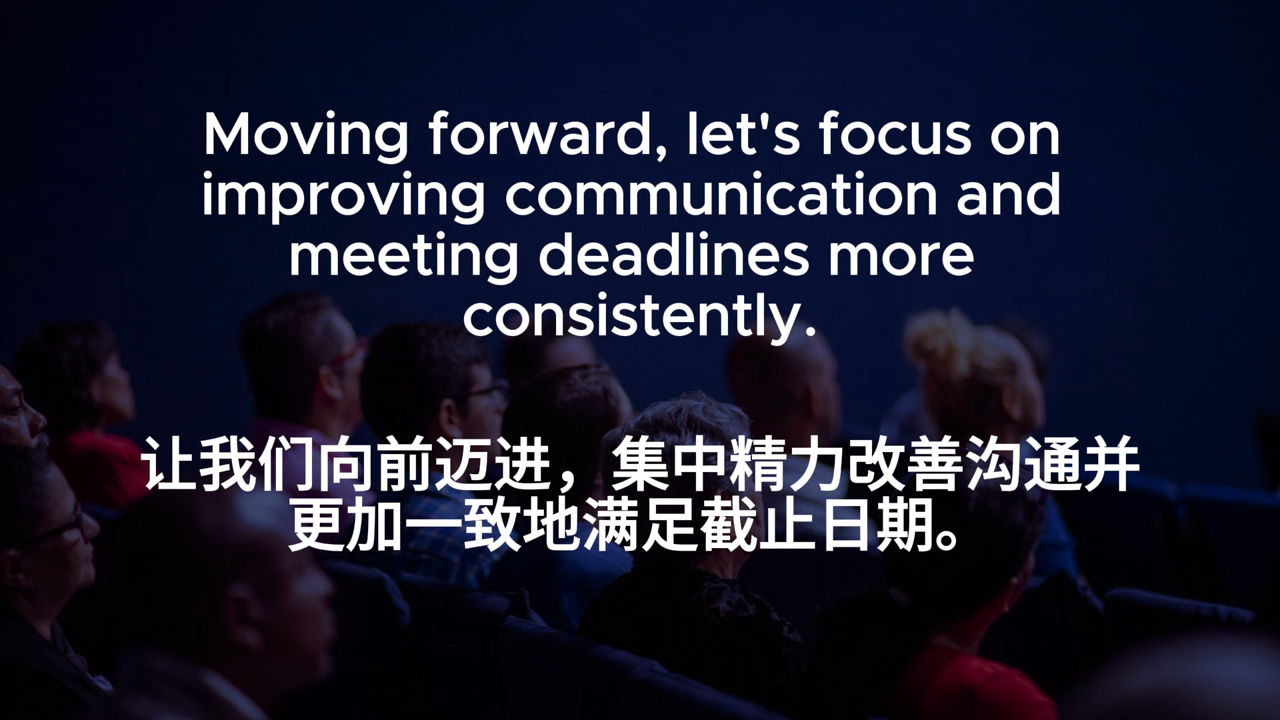 Moving forward, let's focus on
improving communication and
meeting deadlines more
consistently.
让我们向前迈进，集中精力改善沟通并
更加一致地满足截止日期。